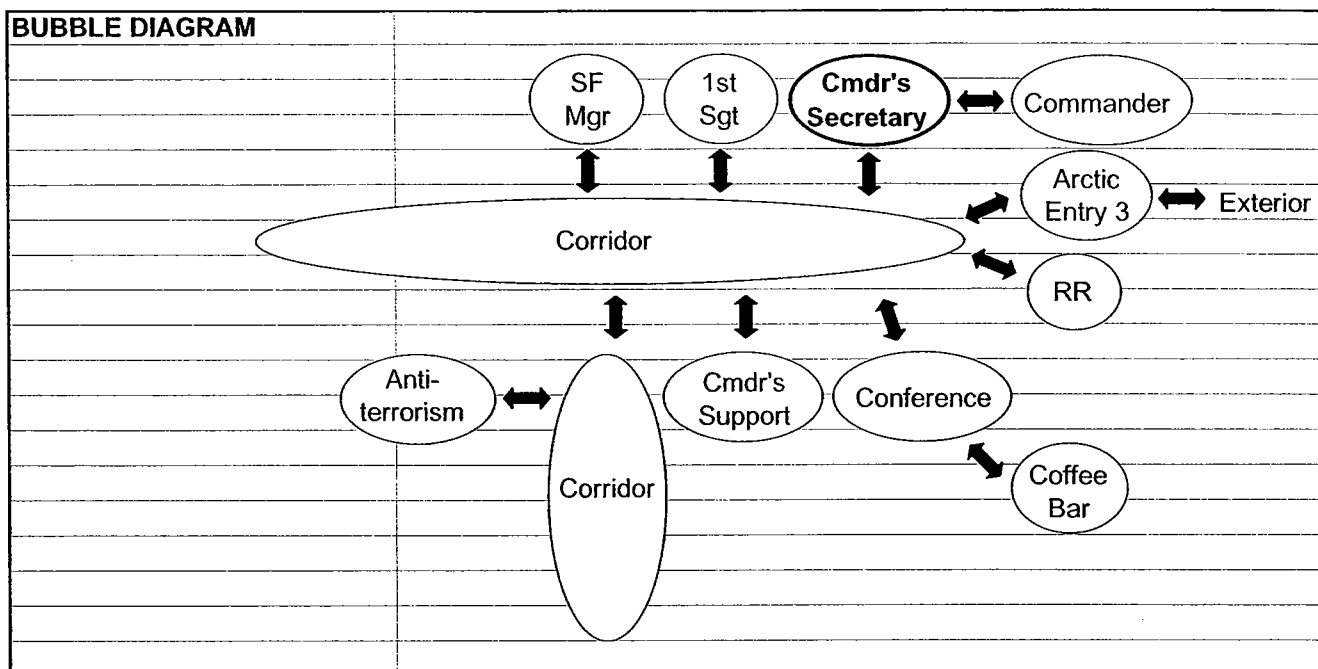 BUBBLE DIAGRAM
SF
Mgr
1st
Sgt
Cmdr's
Secretary
Commander
Arctic
Entry 3
Exterior
Corridor
RR
Anti-
terrorism
Corridor
Cmdr's
Support
Conference
Coffee
Bar